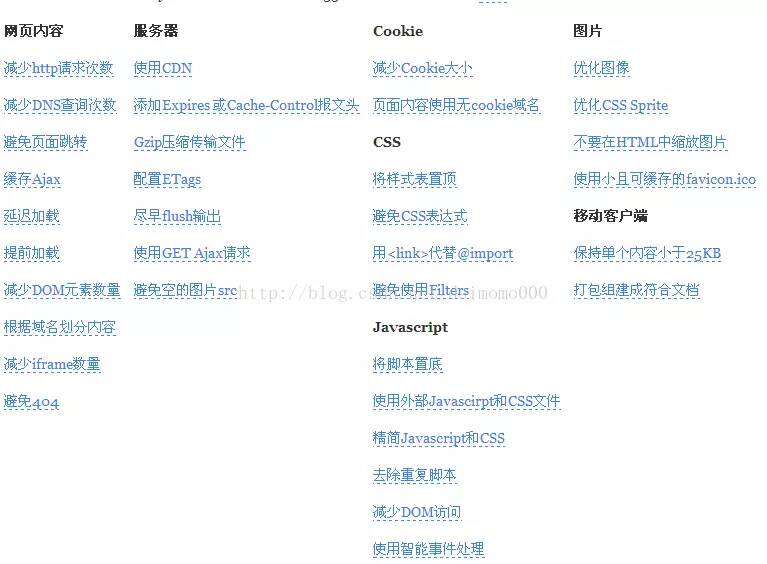 网页内容
减少http请求次数
减少DNS查询次数
避免页面跳转
缓存Ajax
延迟加载
提前加载
减少DOM元素数量
根据域名划分内容
减少iframe数量
避免404
服务器
使用CDN
添加Expires 或Cache-Control报文头
Gzip压缩传输文件
配置ETags
尽早flush输出
使用GET Ajax请求
避免空的图片src
Cookie
减少Cookie大小
页面内容使用无cookie域名
CSS
将样式表置顶
避免CSS表达式
用<link>代替@import
避免使用Filters
Javascript
将脚本置底
使用外部Javascirpt和CSS文件
精简Javascript和CSS
去除重复脚本
减少DOM访问
使用智能事件处理
图片
优化图像
优化CSS Sprite
不要在HTML中缩放图片
使用小且可缓存的favicon.ico
移动客户端
保持单个内容小于25KB
打包组建成符合文档